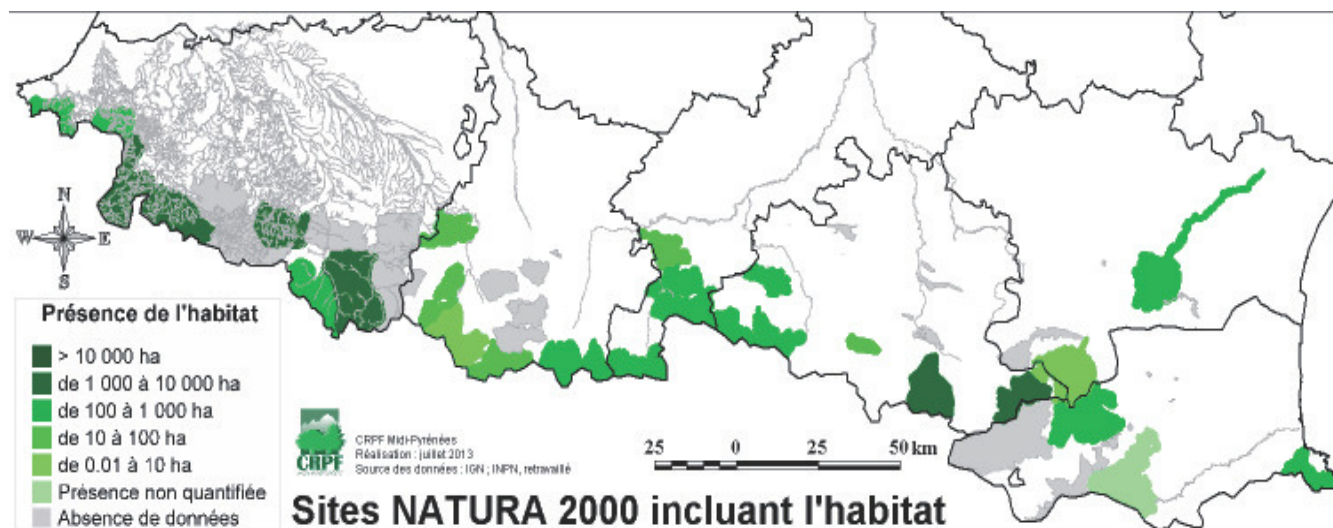 N
W E
S
Présence de l'habitat
> 10 000 ha
de 1 000 à 10 000 ha
de 100 à 1 000 ha
de 10 à 100 ha
de 0.01 à 10 ha
Présence non quantifiée
Absence de données
CRPF
CRPF Midi-Pyrénées
Réalisation : juillet 2013
Source des données : IGN ; INPN, retravaillé
25 0 25 50 km
Sites NATURA 2000 incluant l'habitat